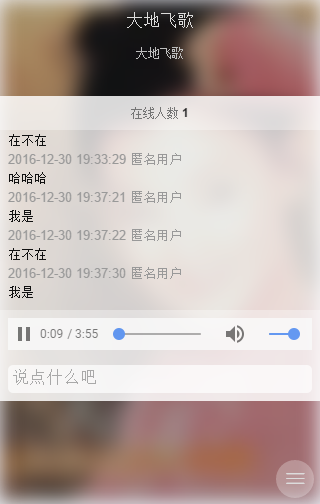 大地飞歌
大地飞歌
在线人数 1
在不在
2016-12-30 19:33:29 匿名用户
哈哈哈
2016-12-30 19:37:21 匿名用户
我是
2016-12-30 19:37:22 匿名用户
在不在
2016-12-30 19:37:30 匿名用户
我是
0:09 / 3:55
说点什么吧